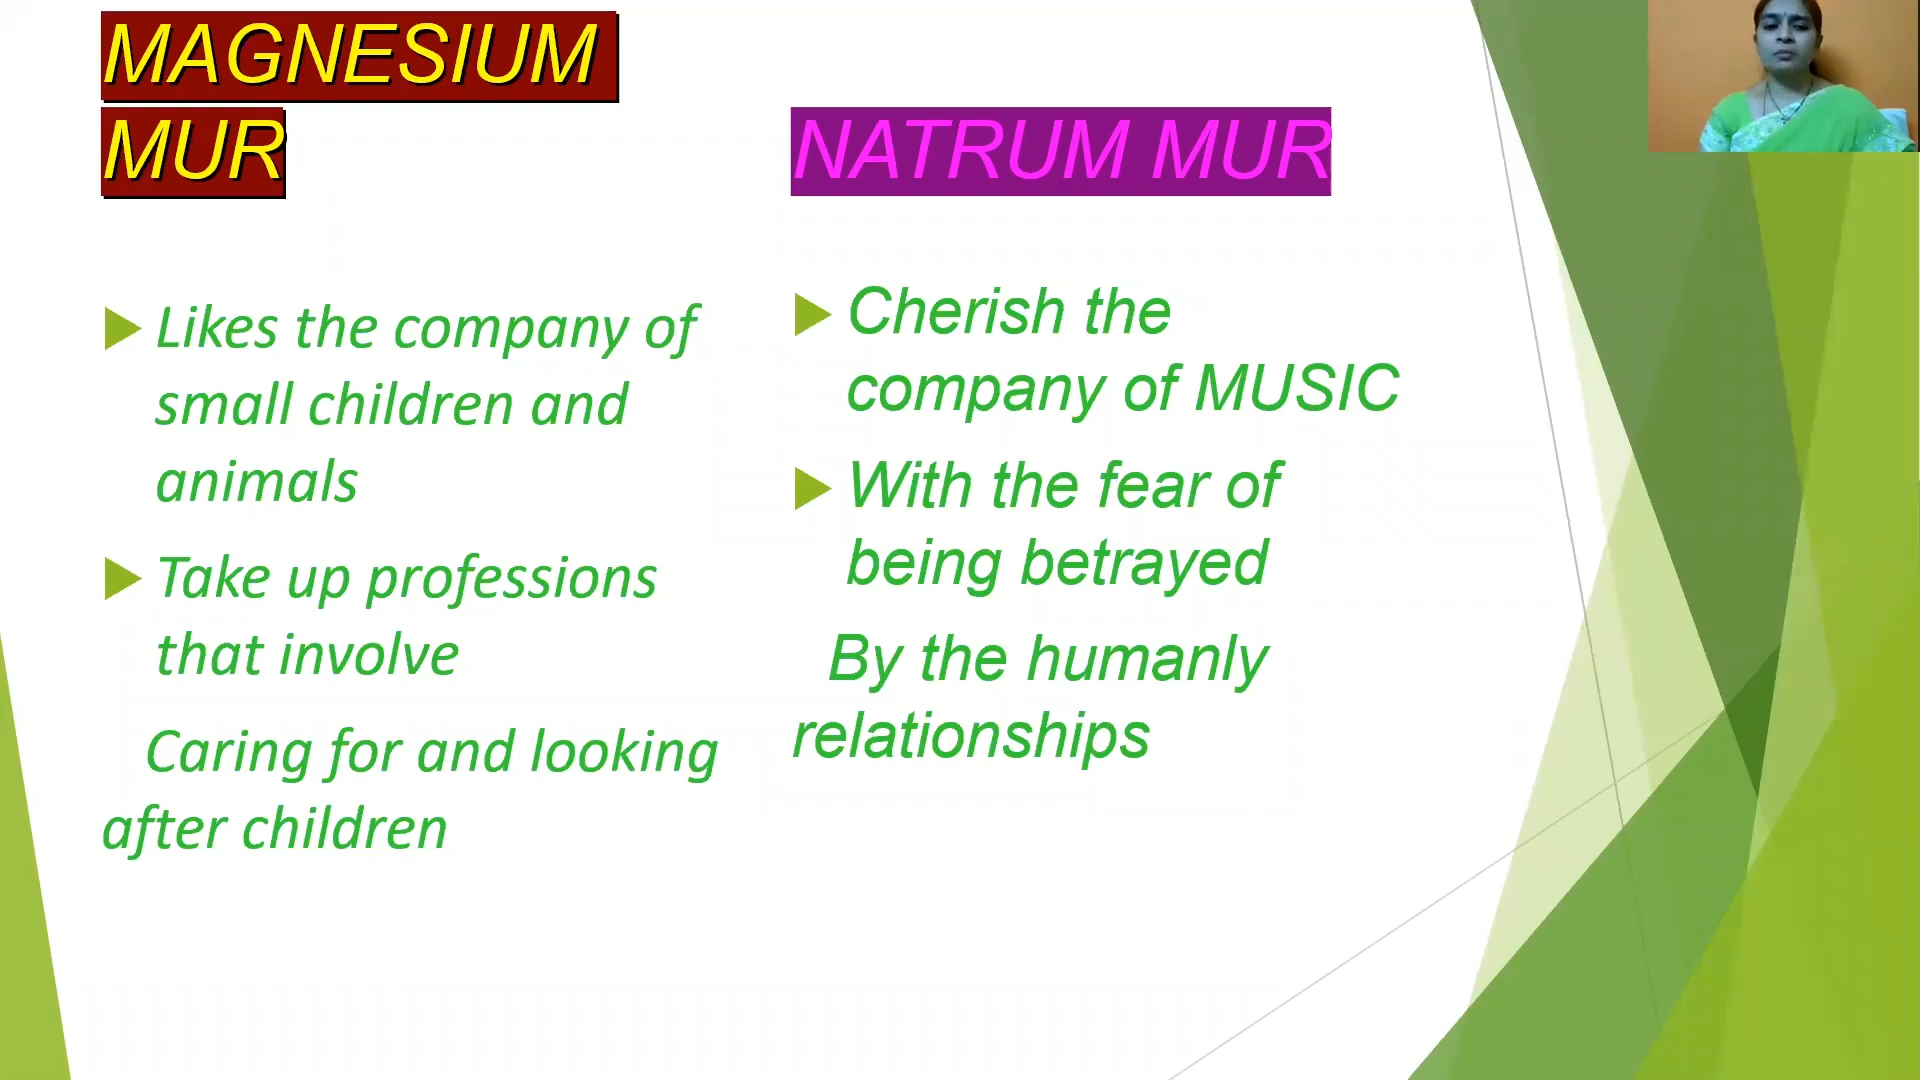 MAGNESIUM
MUR
Likes the company of
small children and
animals
Take up professions
that involve
Caring for and looking
after children
NATRUM MUR
Cherish the
company of MUSIC
With the fear of
being betrayed
By the humanly
relationships